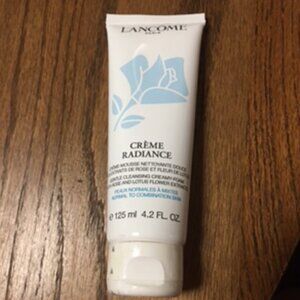 LANCÔME
PARIS
CRÈME
RADIANCE
CRÈME-MOUSSE NETTOYANTE DOUCE
EXTRAITS DE ROSE ET FLEUR DE LOTUS
GENTLE CLEANSING CREAMY-FOAM
ROSE AND LOTUS FLOWER EXTRACTS
PEAUX NORMALES À MIXTES
NORMAL TO COMBINATION SKIN
e 125 ml 4.2 FL. OZ.